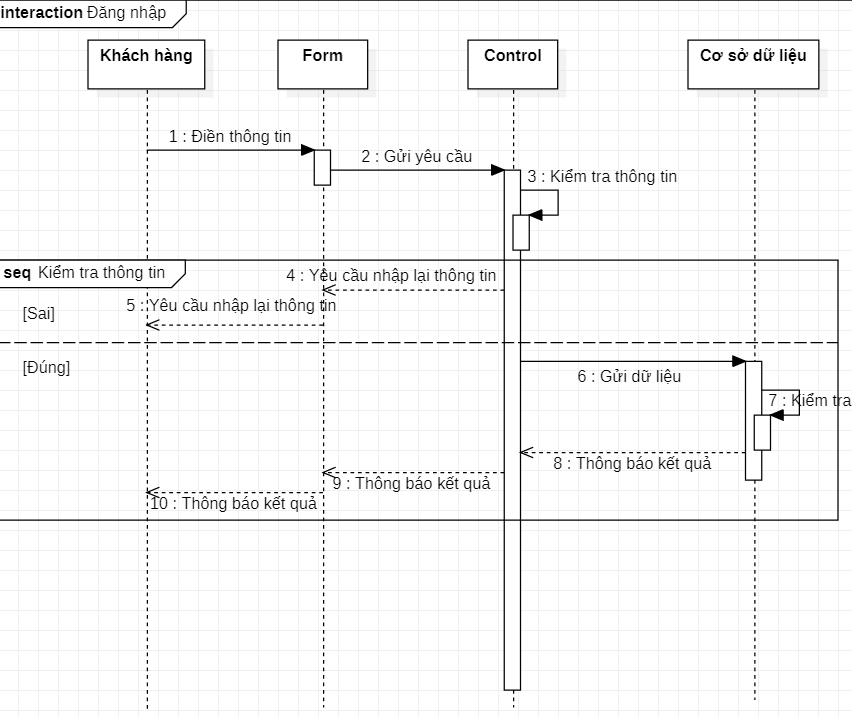 interaction Đăng nhập
Khách hàng
Form
Control
Cơ sở dữ liệu
1 : Điền thông tin
2 : Gửi yêu cầu
3 : Kiểm tra thông tin
seq Kiểm tra thông tin
4 : Yêu cầu nhập lại thông tin
5 : Yêu cầu nhập lại thông tin
[Sai]
[Đúng]
6 : Gửi dữ liệu
7 : Kiểm tra
8 : Thông báo kết quả
9 : Thông báo kết quả
10 : Thông báo kết quả